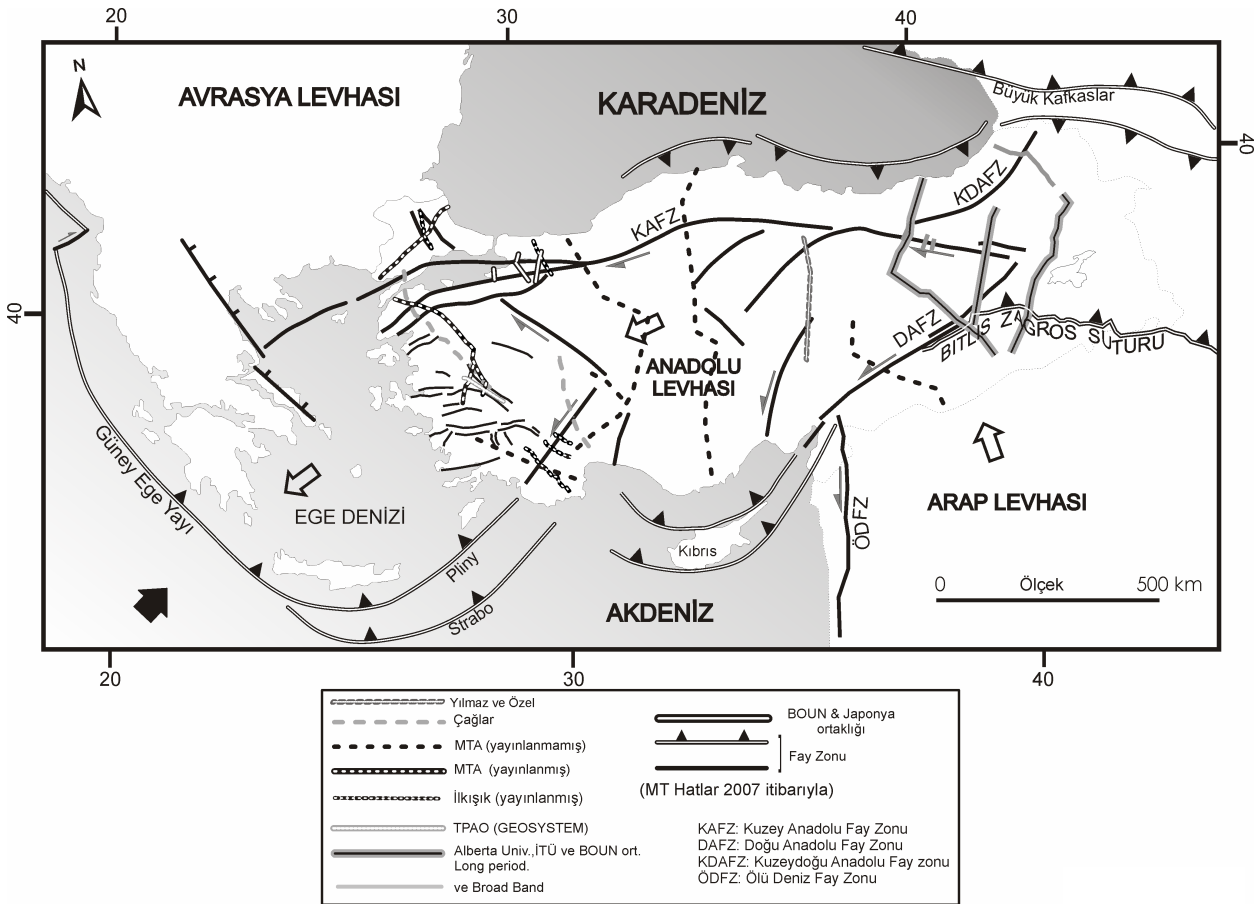 20
30
40
N
AVRASYA LEVHASI
KARADENİZ
Büyük Kafkaslar
40
KDAFZ
KAFZ
40
DAFZ
BITLIS ZAGROS SUTURU
ANADOLU
LEVHASI
Güney Ege Yayı
EGE DENİZİ
ARAP LEVHASI
ÖDFZ
Pliny
Kıbrıs
Strabo
AKDENİZ
0 Ölçek 500 km
20
30
40
Yılmaz ve Özel
Çağlar
MTA (yayınlanmamış)
MTA (yayınlanmış)
İlkışık (yayınlanmış)
TPAO (GEOSYSTEM)
Alberta Univ.,İTÜ ve BOUN ort.
Long period.
ve Broad Band
BOUN & Japonya
ortaklığı
Fay Zonu
(MT Hatlar 2007 itibarıyla)
KAFZ: Kuzey Anadolu Fay Zonu
DAFZ: Doğu Anadolu Fay Zonu
KDAFZ: Kuzeydoğu Anadolu Fay zonu
ÖDFZ: Ölü Deniz Fay Zonu